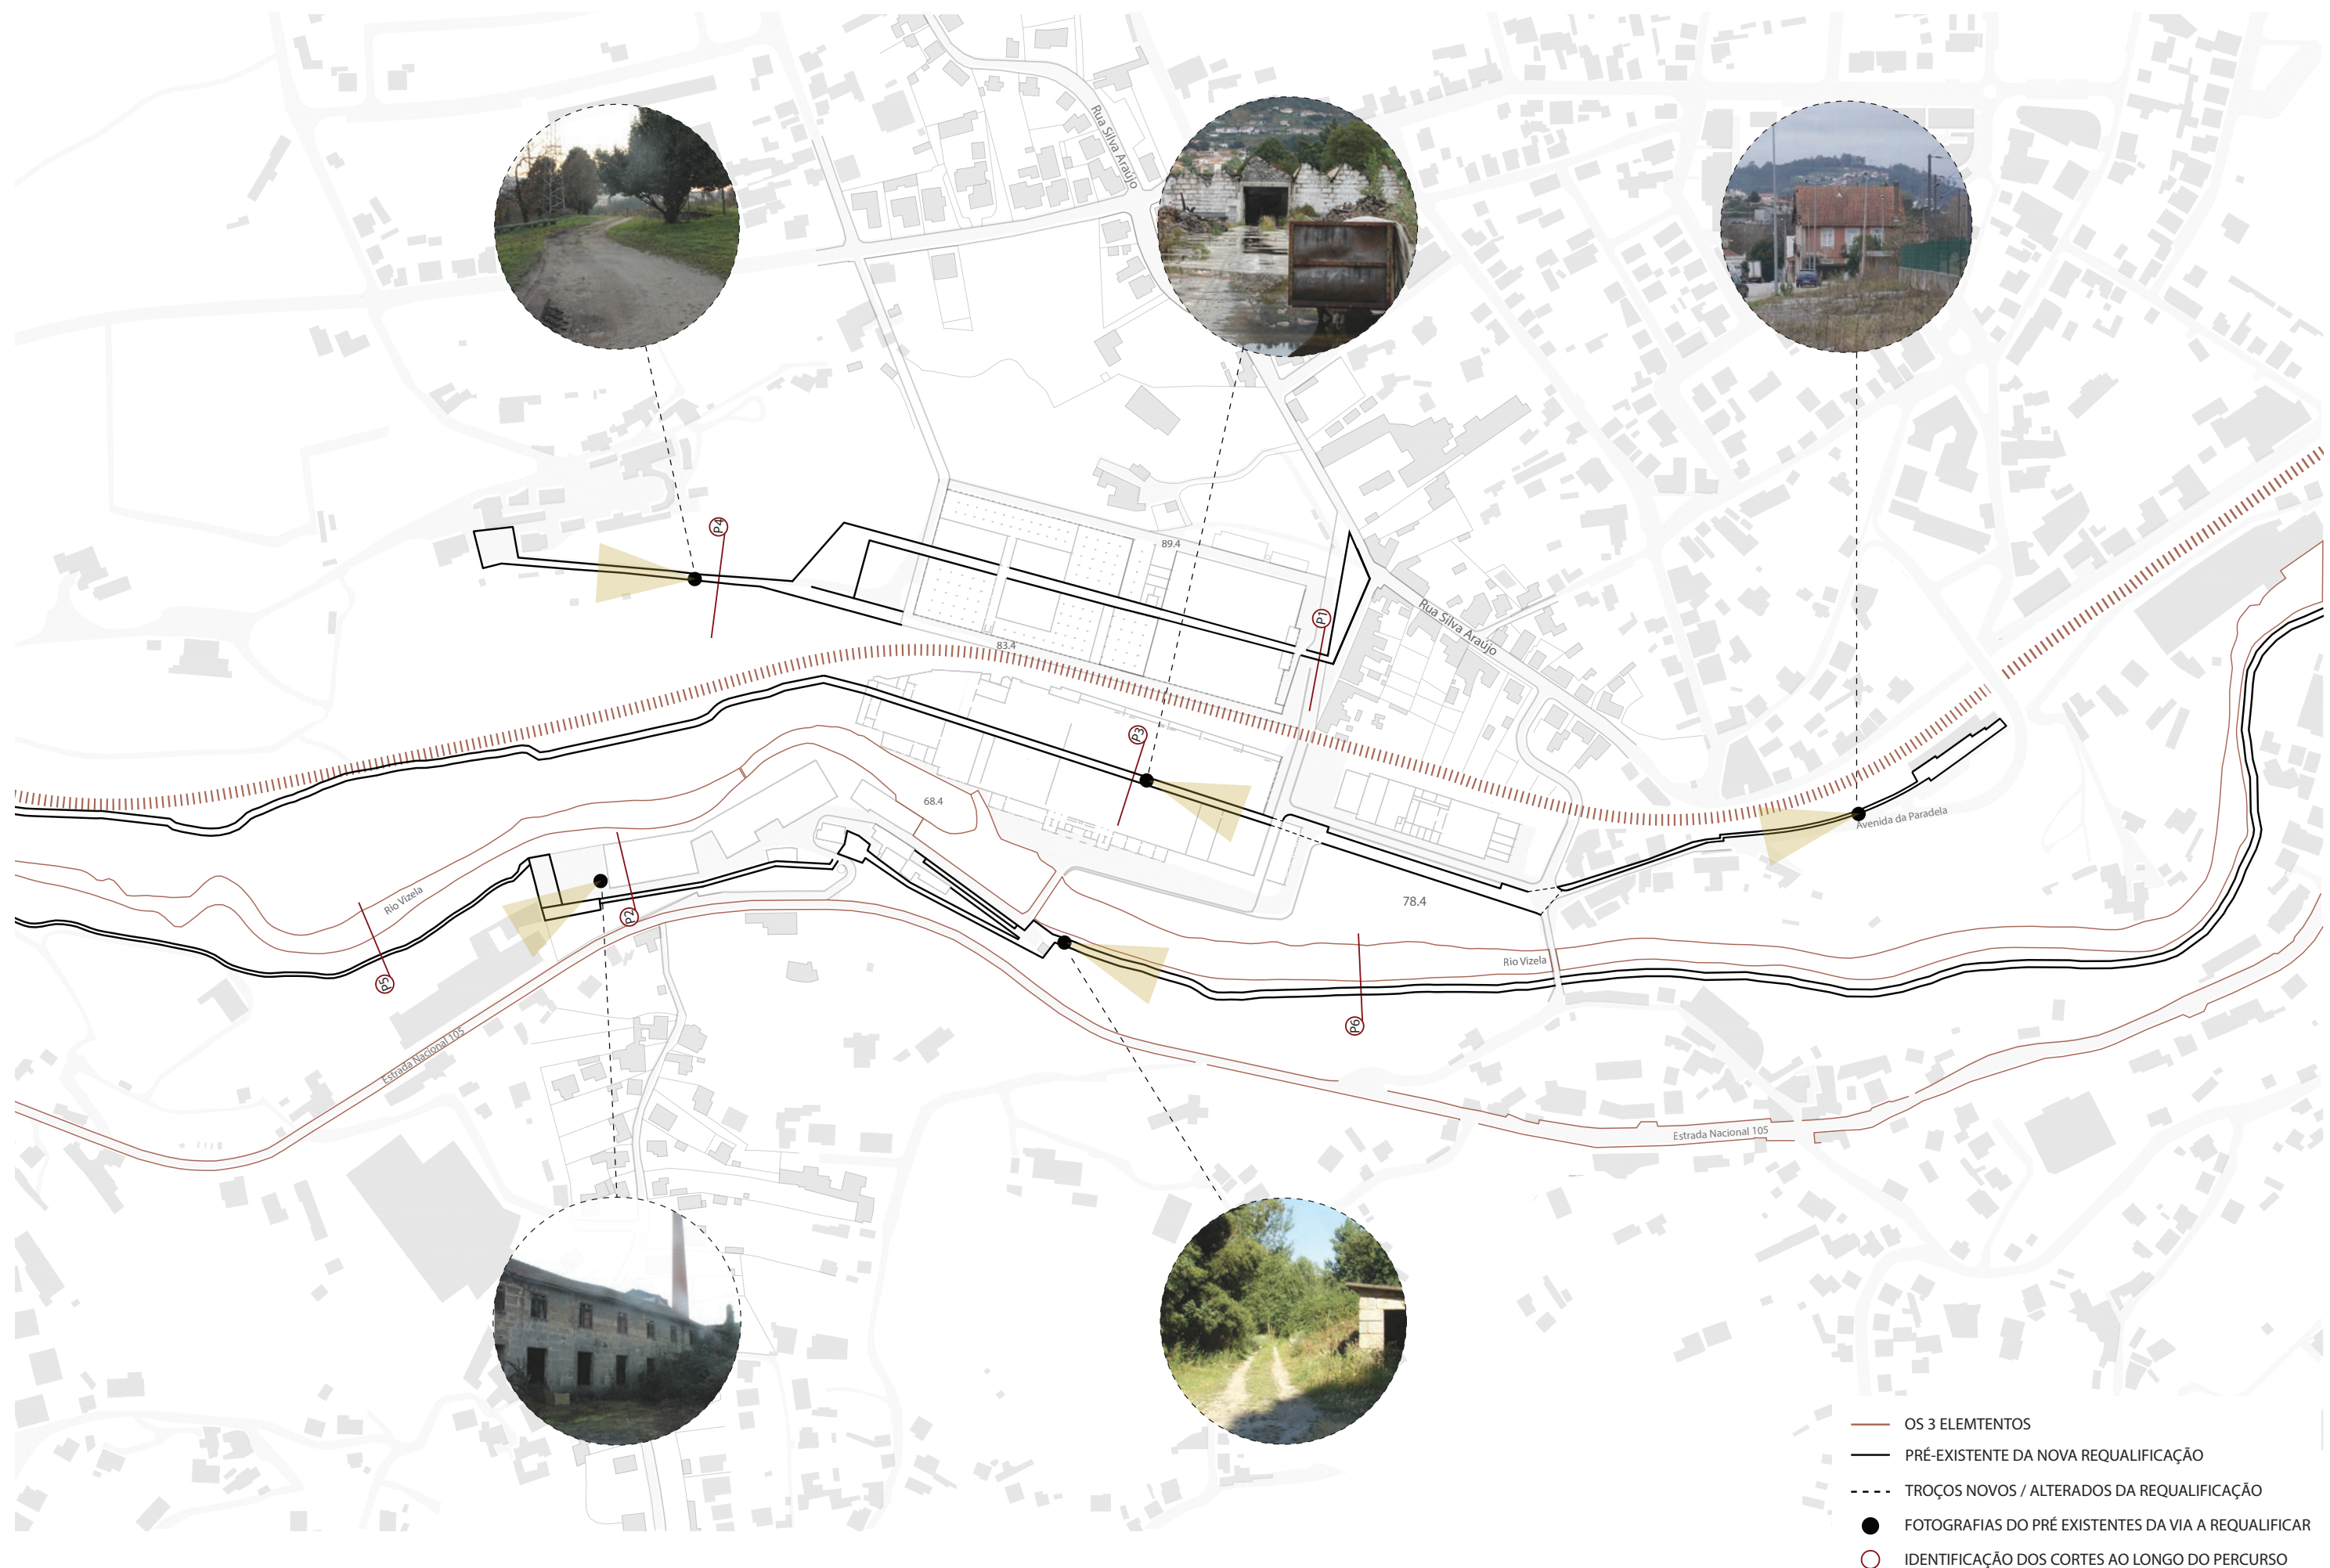 Rua Silva Araújo
P4
89.4
P1
Rua Silva Araújo
83.4
P3
68.4
Avenida da Paradela
Rio Vizela
78.4
P2
Rio Vizela
P5
P6
Estrada Nacional 105
Estrada Nacional 105
OS 3 ELEMTENTOS
PRÉ-EXISTENTE DA NOVA REQUALIFICAÇÃO
TROÇOS NOVOS / ALTERADOS DA REQUALIFICAÇÃO
FOTOGRAFIAS DO PRÉ EXISTENTES DA VIA A REQUALIFICAR
IDENTIFICAÇÃO DOS CORTES AO LONGO DO PERCURSO